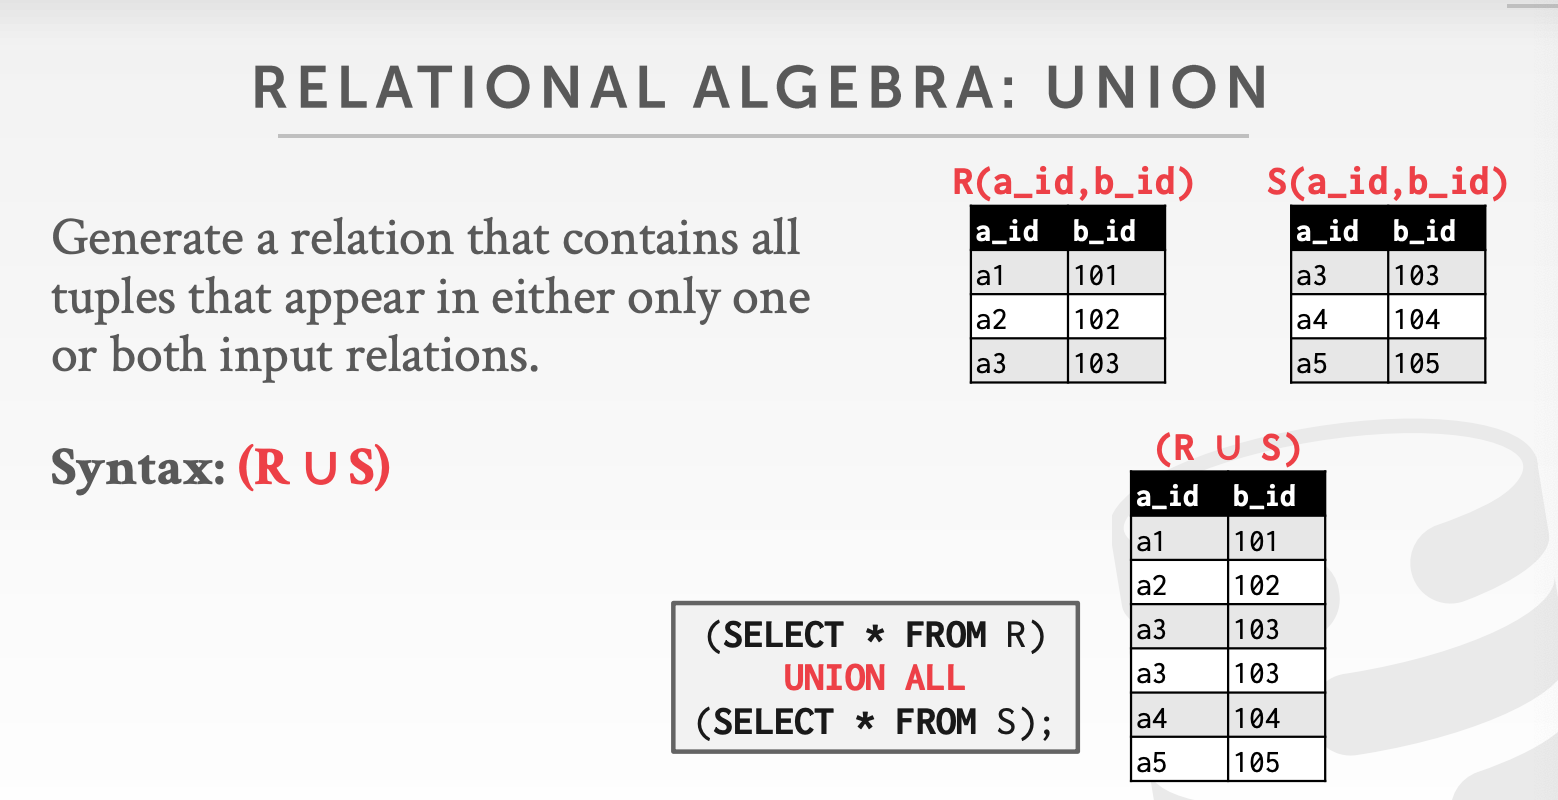 RELATIONAL ALGEBRA: UNION
Generate a relation that contains all
tuples that appear in either only one
or both input relations.
Syntax: (R ∪ S)
R(a_id,b_id)
a_id b_id
a1 101
a2 102
a3 103
S(a_id,b_id)
a_id b_id
a3 103
a4 104
a5 105
(R ∪ S)
a_id b_id
a1 101
a2 102
a3 103
a3 103
a4 104
a5 105
(SELECT * FROM R)
UNION ALL
(SELECT * FROM S);